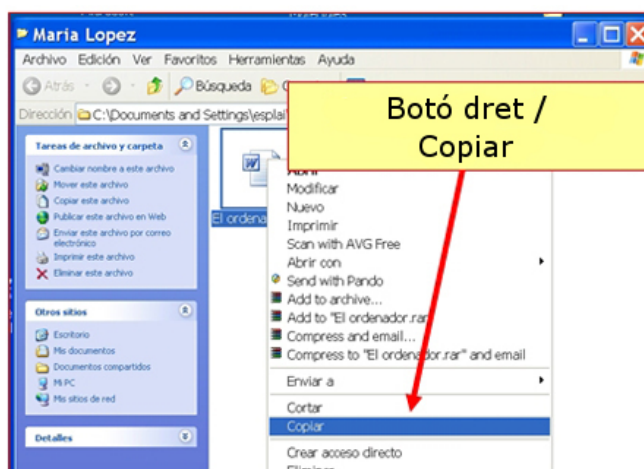 Maria Lopez
Archivo Edición Ver Favoritos Herramientas Ayuda
Atrás Búsqueda
Dirección C:\Documents and Settings\esplai
Botó dret /
Copiar
Tareas de archivo y carpeta
Cambiar nombre a este archivo
Mover este archivo
Copiar este archivo
Publicar este archivo en Web
Enviar este archivo por correo
electrónico
Imprimir este archivo
Eliminar este archivo
Otros sitios
Escritorio
Mis documentos
Documentos compartidos
Mi PC
Mis sitios de red
Detalles
El ordena
Abrir
Modificar
Nuevo
Imprimir
Scan with AVG Free
Abrir con
Send with Pando
Add to archive...
Add to "El ordenador.rar
Compress and email...
Compress to "El ordenador.rar" and email
Enviar a
Cortar
Copiar
Crear acceso directo
Eliminar